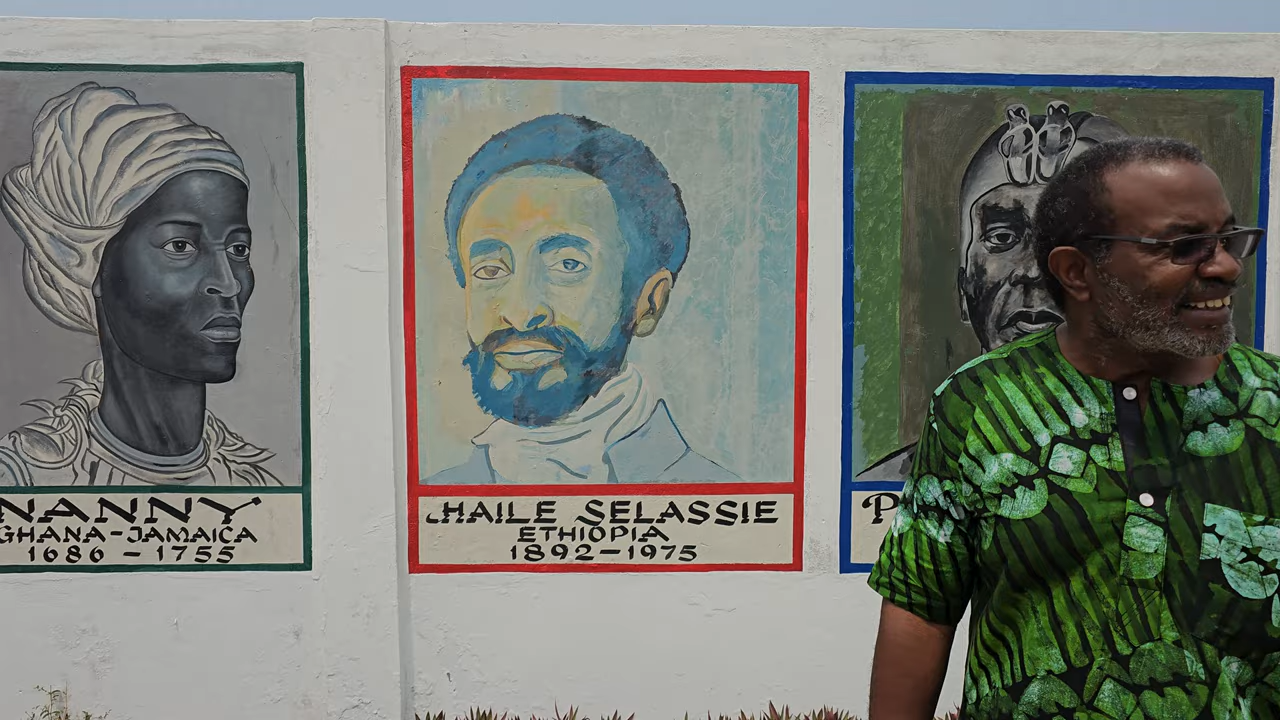 NANNY
GHANA-JAMAICA
1686 - 1755
HAILE SELASSIE
ETHIOPIA
1892-1975
P